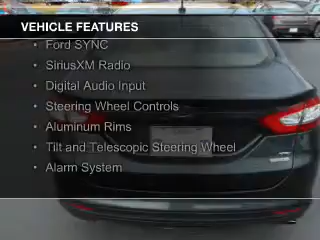 VEHICLE FEATURES
• Ford SYNC
• SiriusXM Radio
• Digital Audio Input
• Steering Wheel Controls
• Aluminum Rims
• Tilt and Telescopic Steering Wheel
• Alarm System